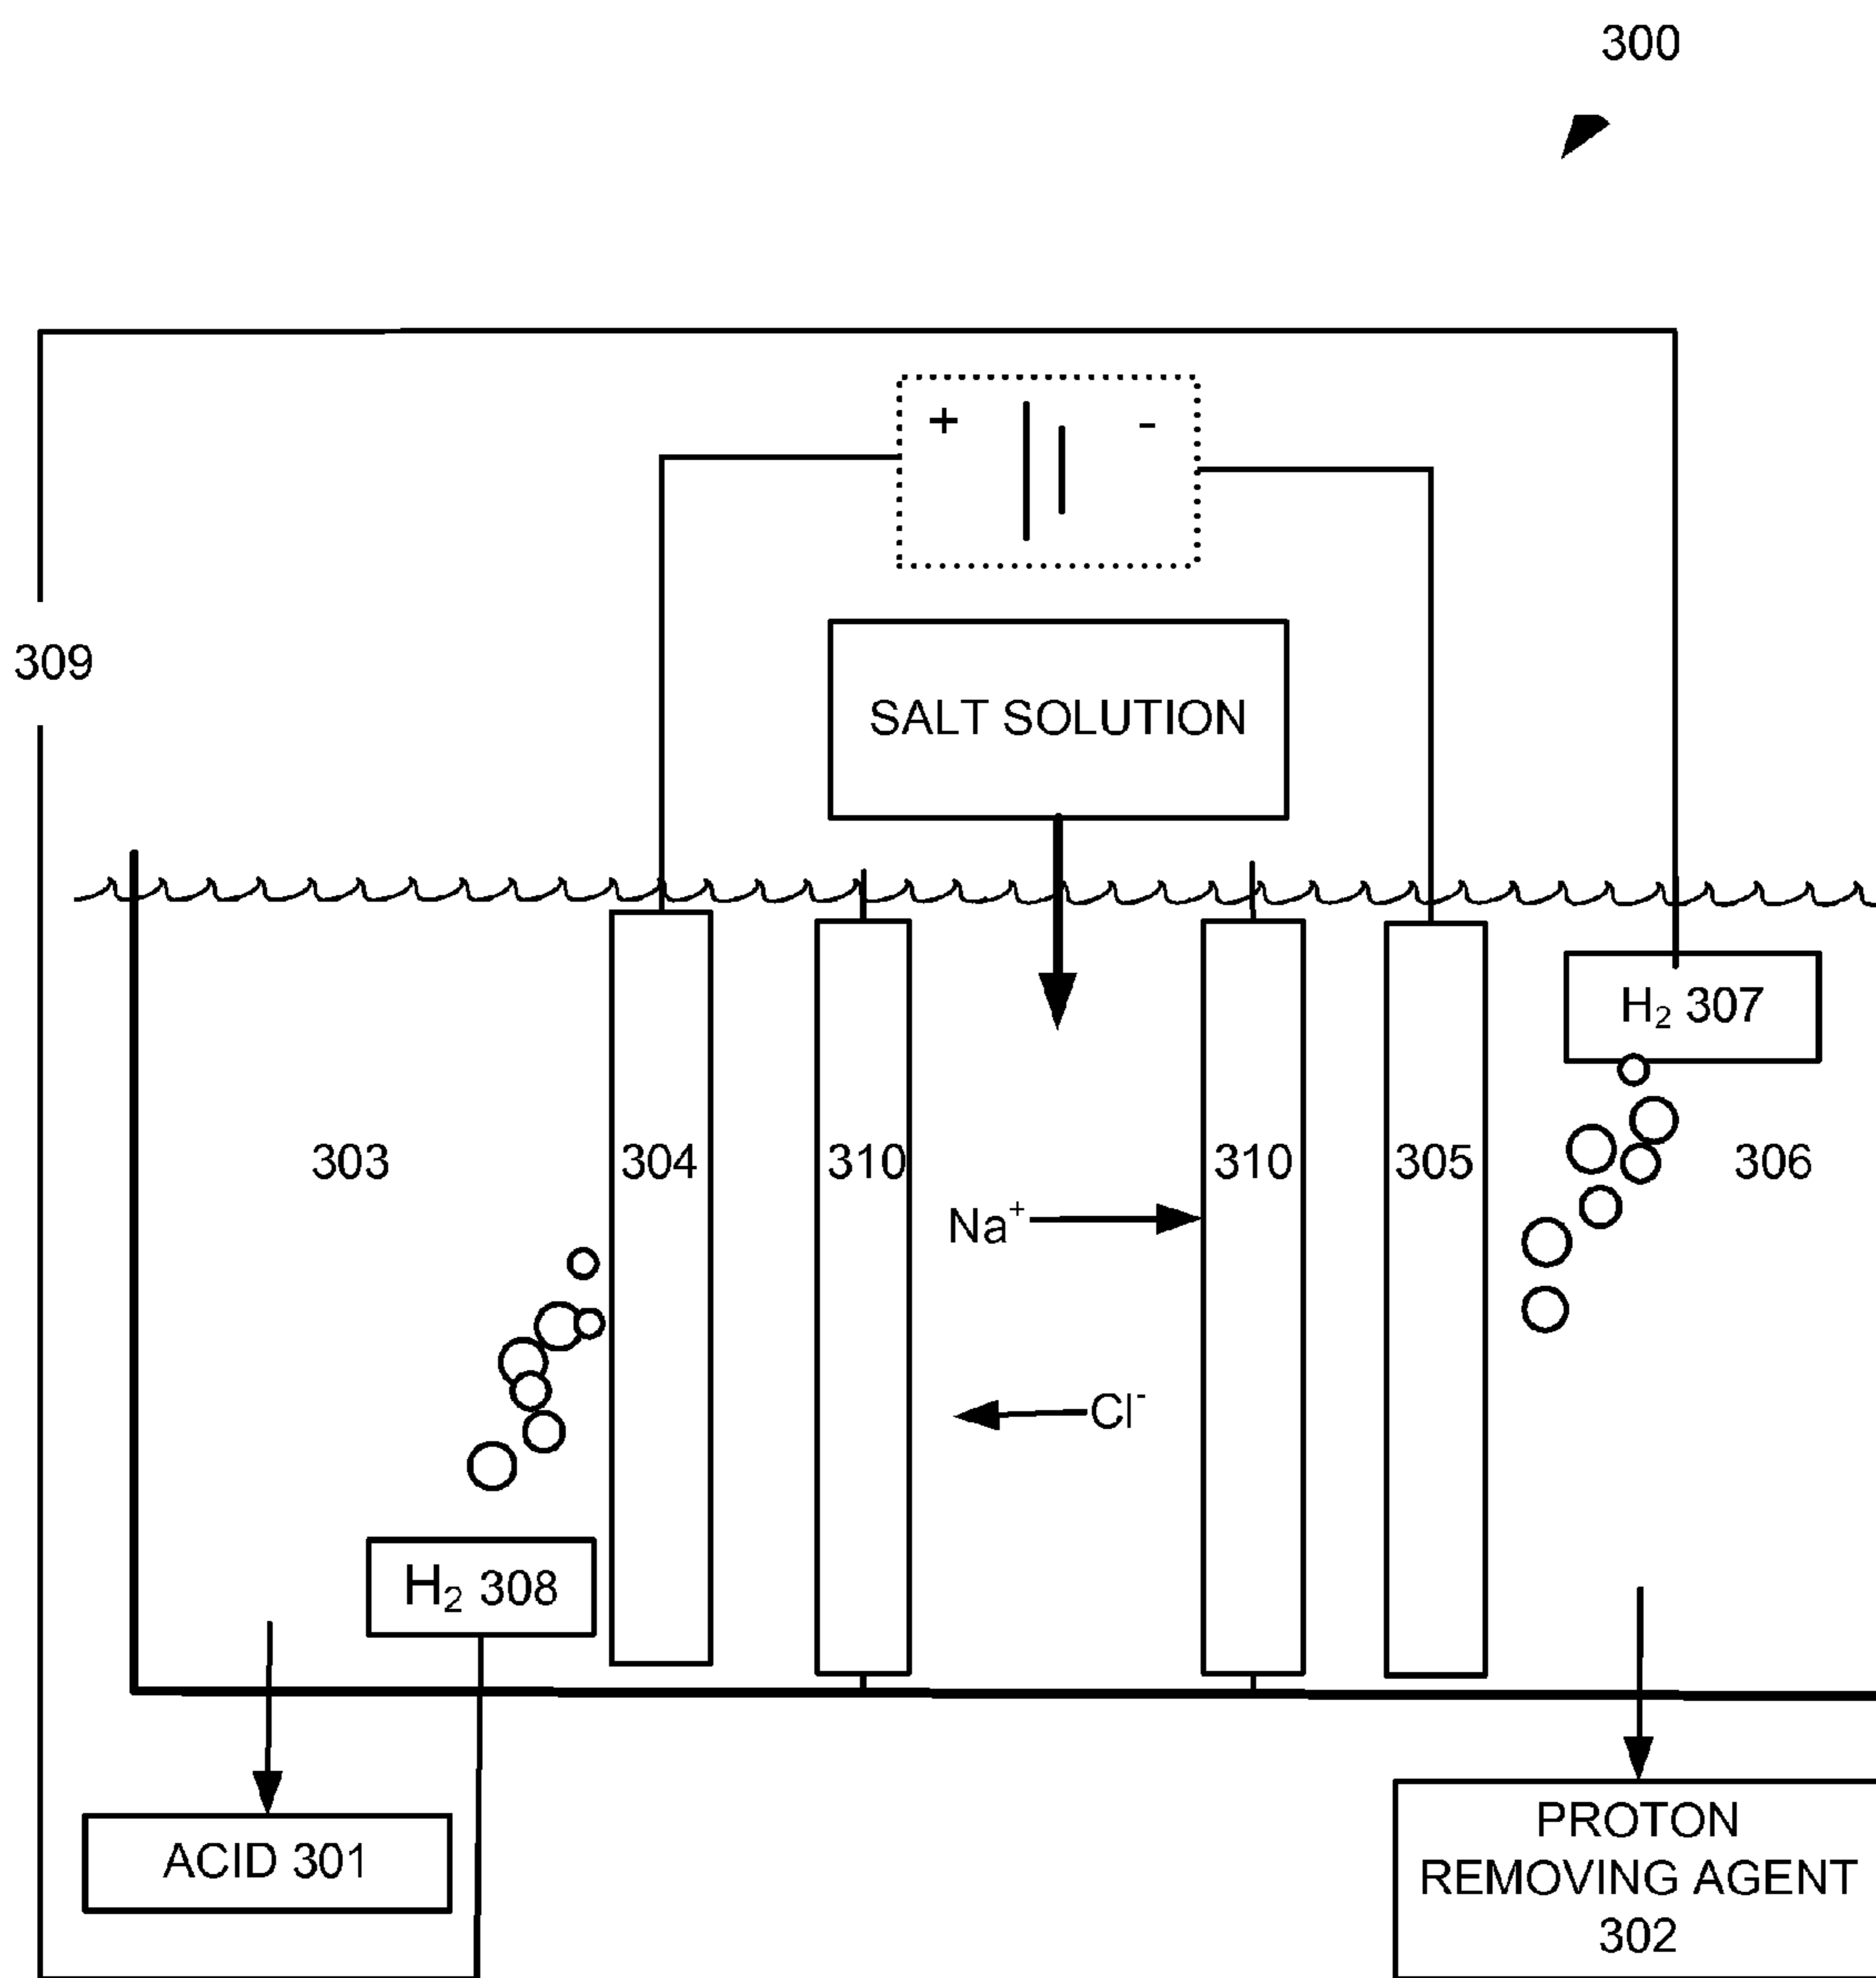 300
+ -
309
SALT SOLUTION
H₂ 307
303 304 310 310 305 306
Na⁺
Cl⁻
H₂ 308
ACID 301
PROTON
REMOVING AGENT
302